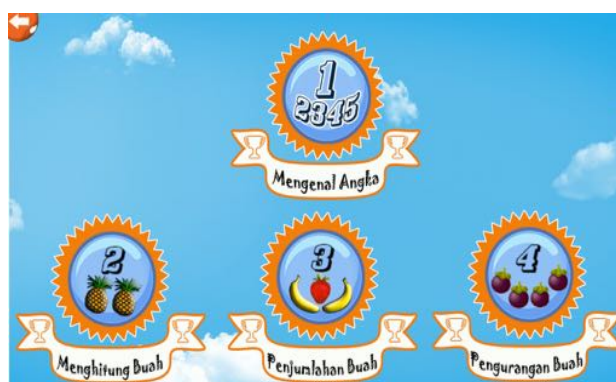 1
2345
Mengenal Angka
2
Menghitung Buah
3
Penjumlahan Buah
4
Pengurangan Buah